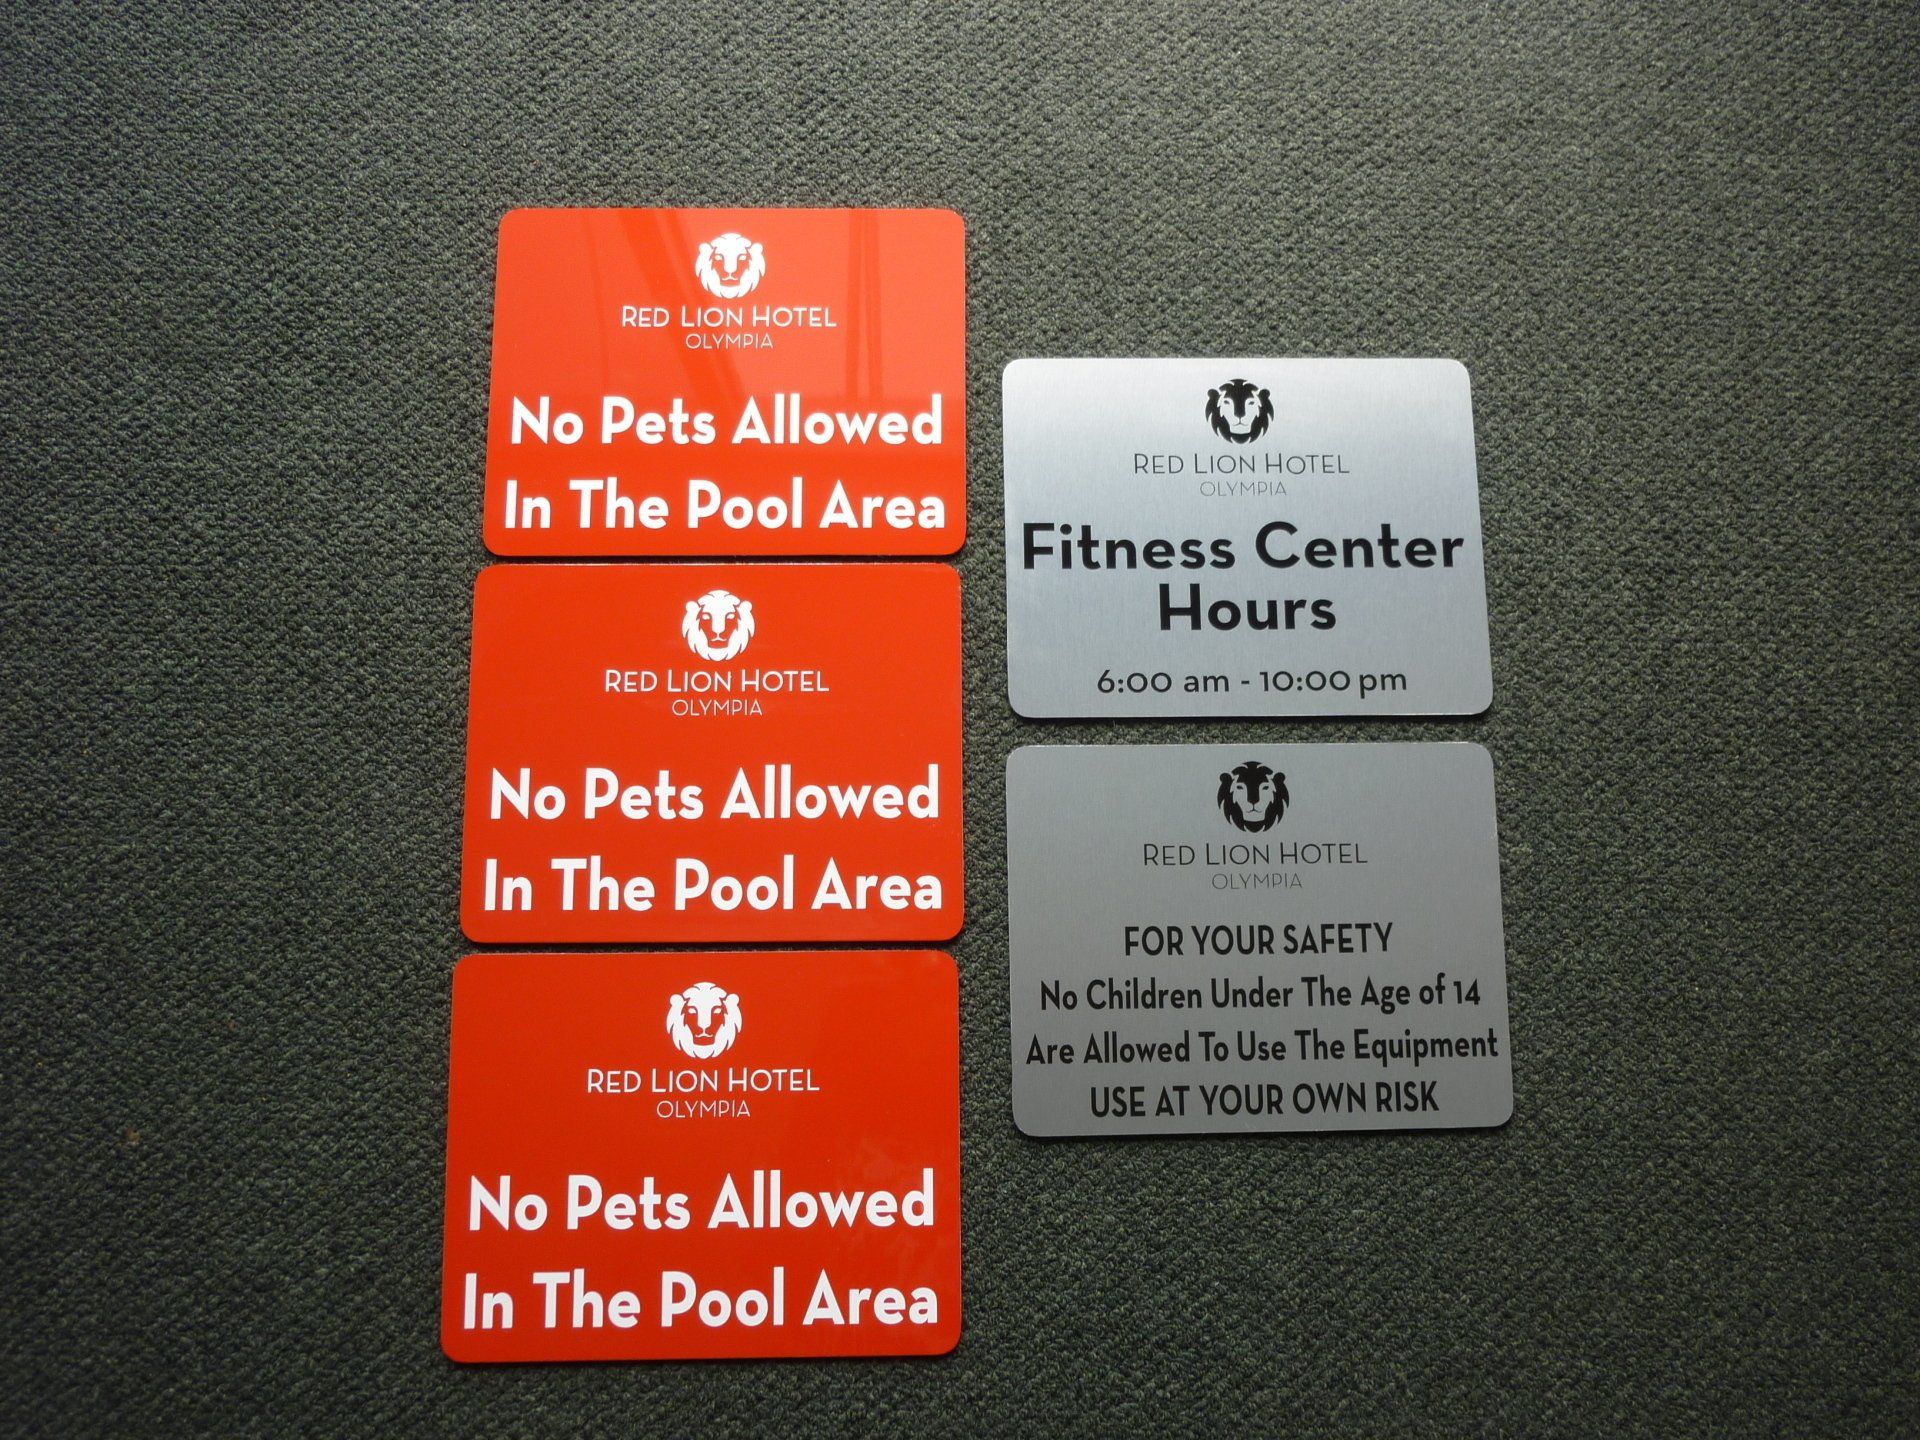 RED LION HOTEL
OLYMPIA
No Pets Allowed
In The Pool Area
RED LION HOTEL
OLYMPIA
No Pets Allowed
In The Pool Area
RED LION HOTEL
OLYMPIA
No Pets Allowed
In The Pool Area
RED LION HOTEL
OLYMPIA
Fitness Center
Hours
6:00 am - 10:00 pm
RED LION HOTEL
OLYMPIA
FOR YOUR SAFETY
No Children Under The Age of 14
Are Allowed To Use The Equipment
USE AT YOUR OWN RISK